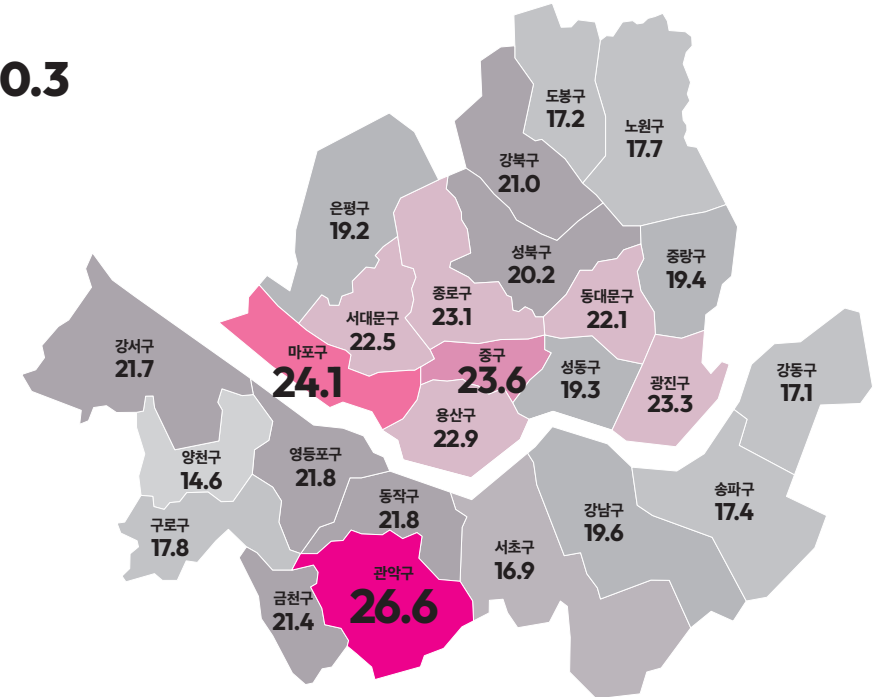 0.3
도봉구
17.2
노원구
17.7
강북구
21.0
은평구
19.2
성북구
20.2
중랑구
19.4
종로구
23.1
동대문구
22.1
서대문구
22.5
강서구
21.7
마포구
24.1
중구
23.6
성동구
19.3
광진구
23.3
강동구
17.1
용산구
22.9
양천구
14.6
영등포구
21.8
동작구
21.8
송파구
17.4
강남구
19.6
구로구
17.8
서초구
16.9
관악구
26.6
금천구
21.4